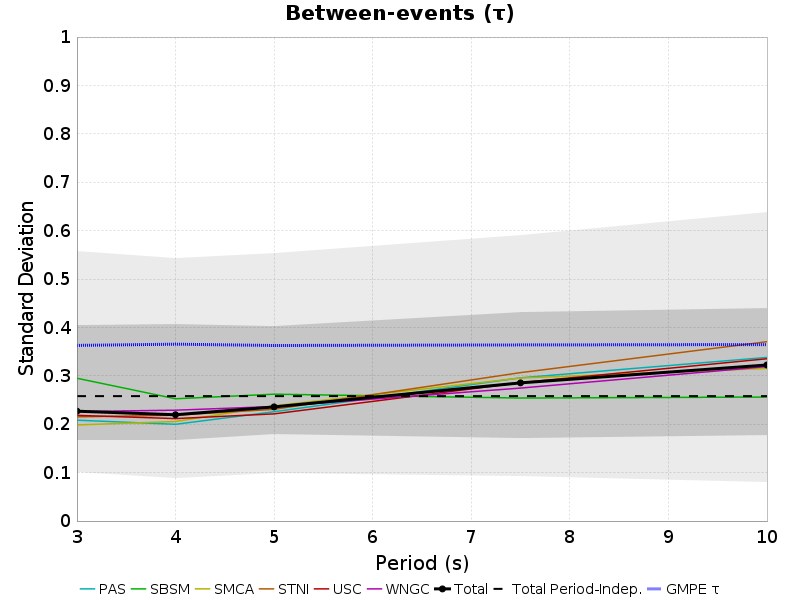 Between-events (τ)
Standard Deviation
1
0.9
0.8
0.7
0.6
0.5
0.4
0.3
0.2
0.1
0
3 4 5 6 7 8 9 10
Period (s)
PAS SBSM SMCA STNI USC WNGC Total Total Period-Indep. GMPE τ